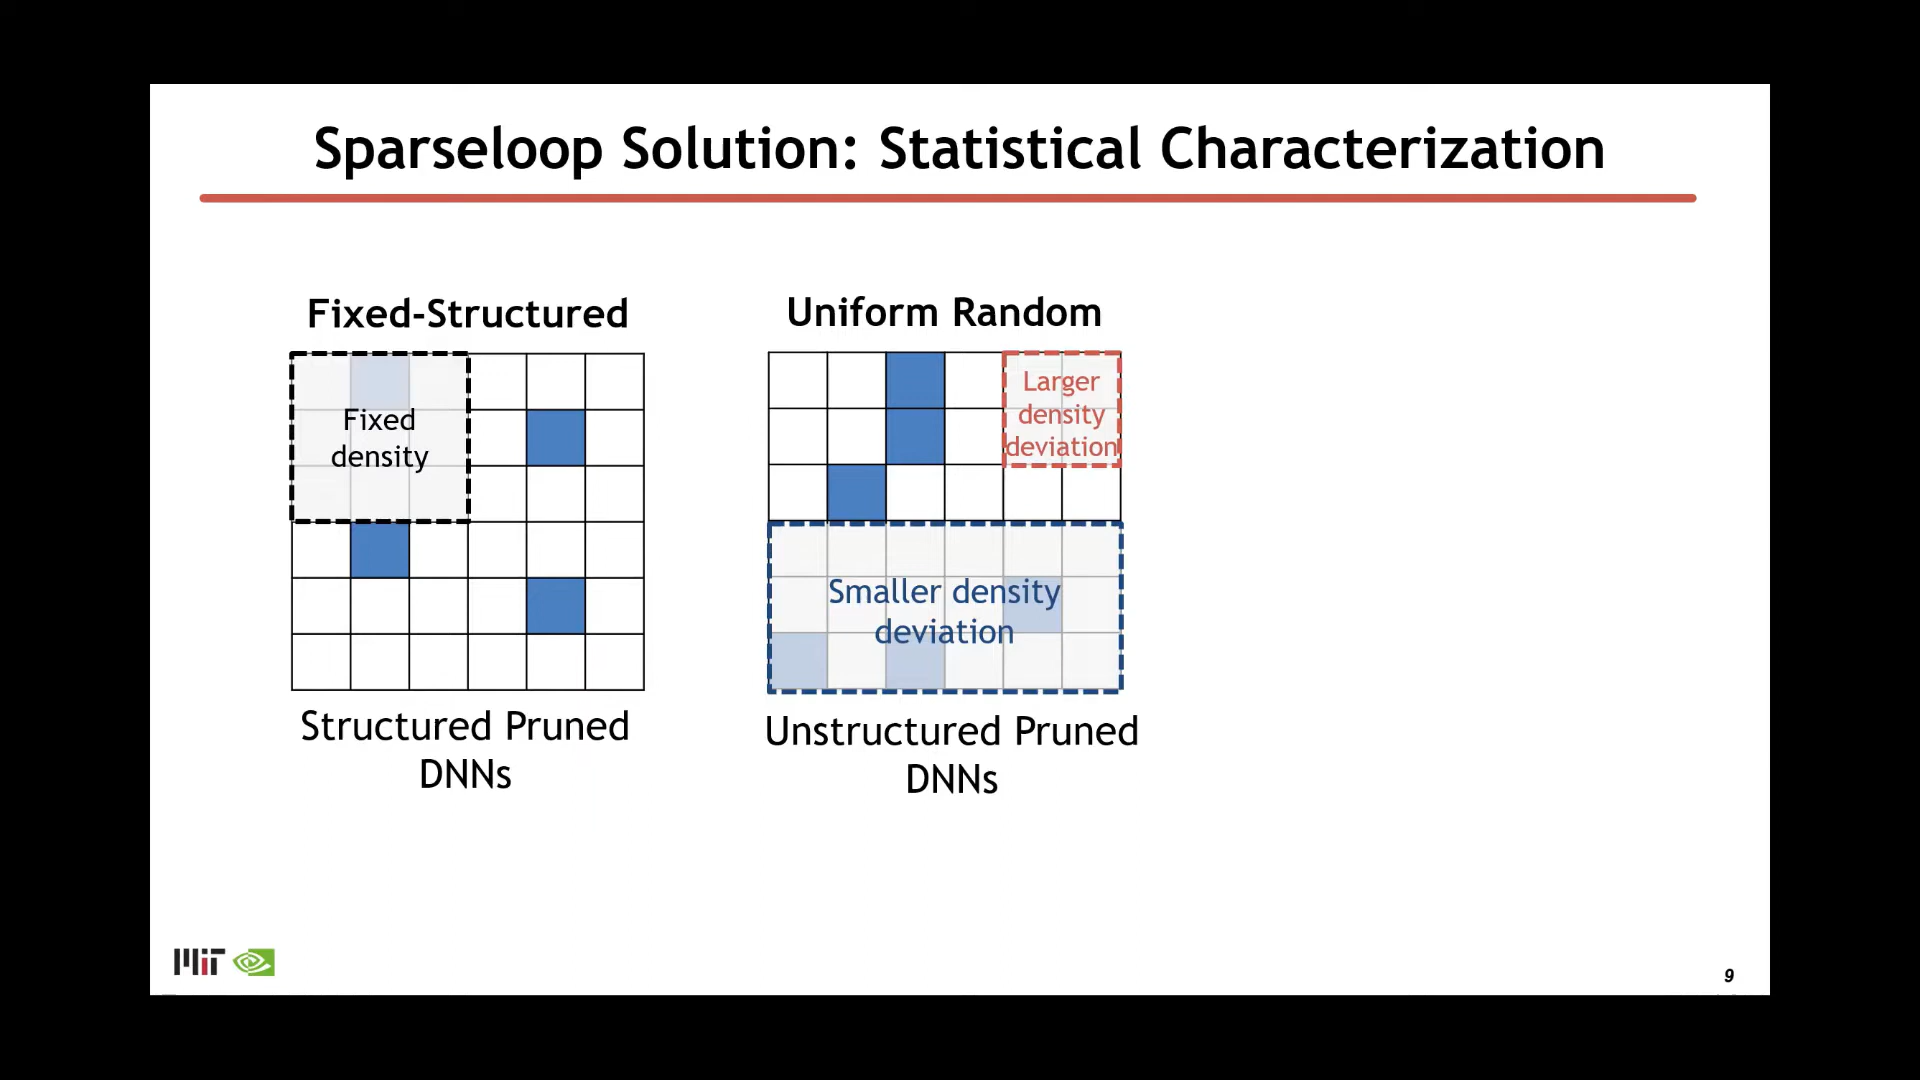 Sparseloop Solution: Statistical Characterization
Fixed-Structured
Fixed
density
Structured Pruned
DNNs
Uniform Random
Larger
density
deviation
Smaller density
deviation
Unstructured Pruned
DNNs
MIT
9